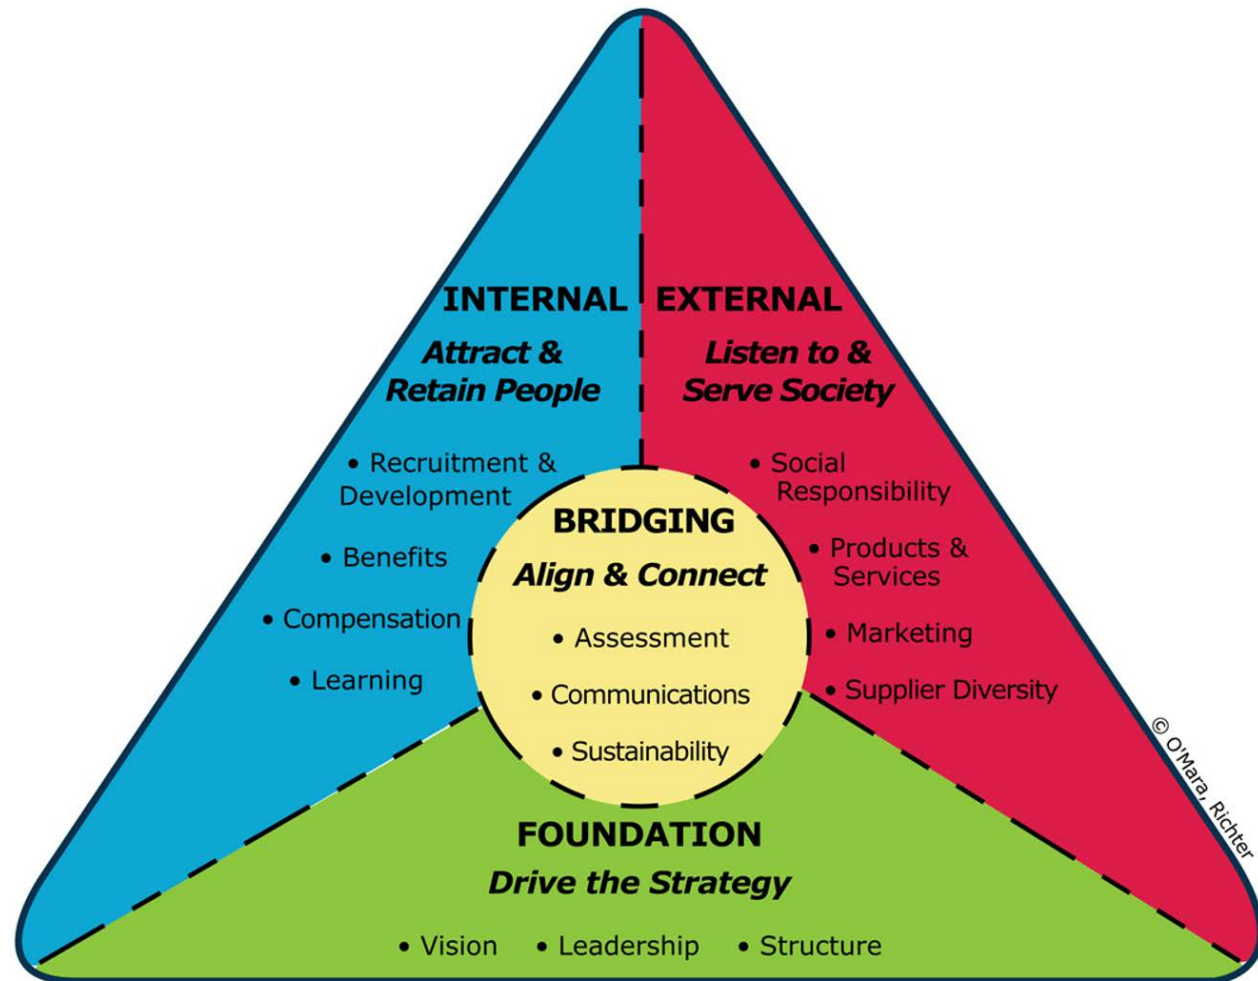 INTERNAL
Attract &
Retain People
• Recruitment &
Development
• Benefits
• Compensation
• Learning
EXTERNAL
Listen to &
Serve Society
• Social
Responsibility
• Products &
Services
• Marketing
• Supplier Diversity
BRIDGING
Align & Connect
• Assessment
• Communications
• Sustainability
FOUNDATION
Drive the Strategy
• Vision • Leadership • Structure
© O'Mara, Richter